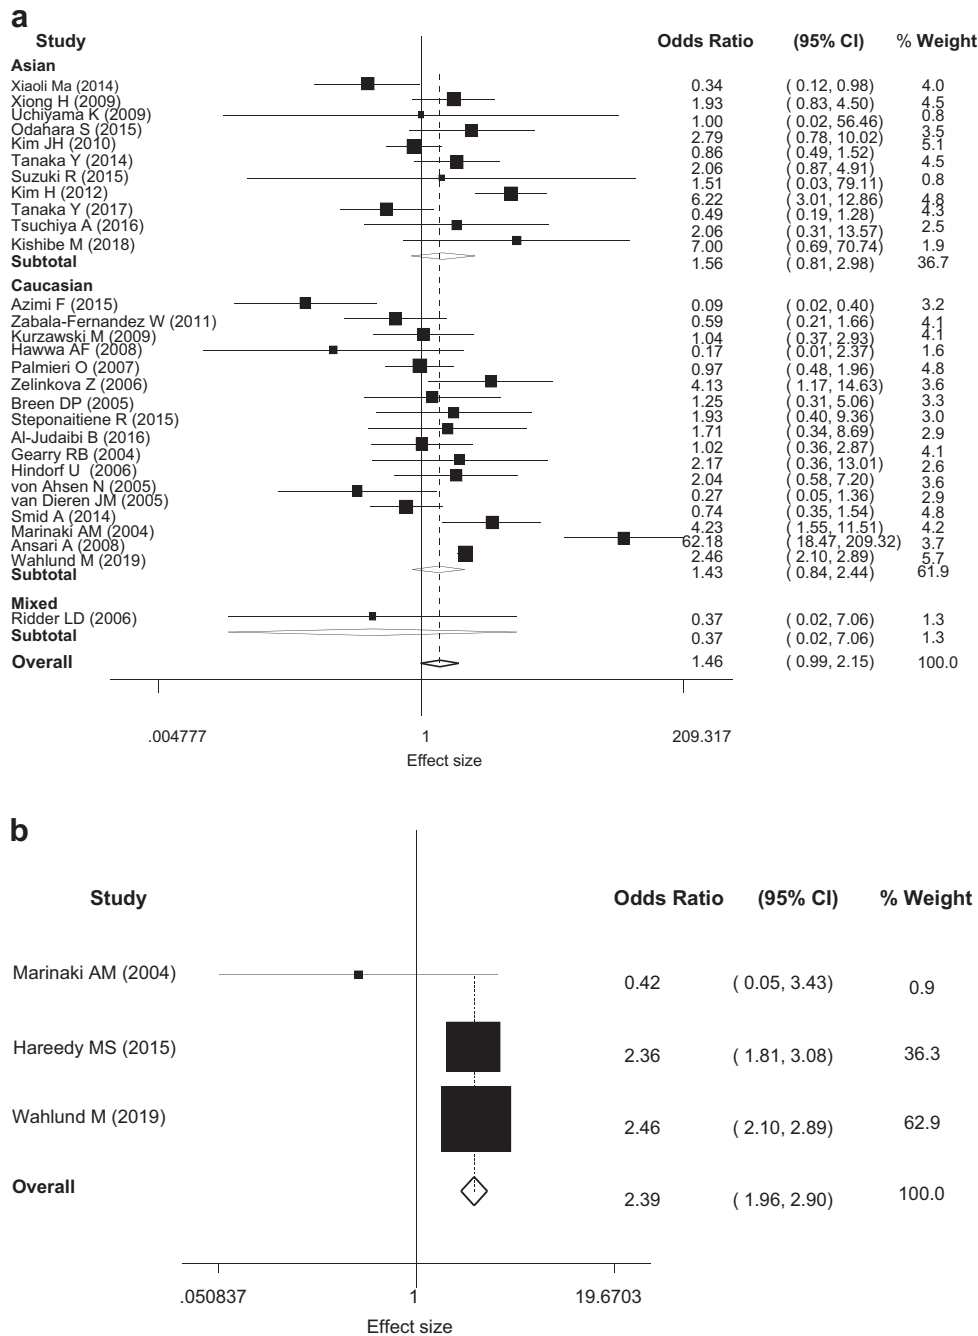 a
Study Odds Ratio (95% CI) % Weight
Asian
Xiaoli Ma (2014) 0.34 ( 0.12, 0.98) 4.0
Xiong H (2009) 1.93 ( 0.83, 4.50) 4.5
Uchiyama K (2009) 1.00 ( 0.02, 56.46) 0.8
Odahara S (2015) 2.79 ( 0.78, 10.02) 3.5
Kim JH (2010) 0.86 ( 0.49, 1.52) 5.1
Tanaka Y (2014) 2.06 ( 0.87, 4.91) 4.5
Suzuki R (2015) 1.51 ( 0.03, 79.11) 0.8
Kim H (2012) 6.22 ( 3.01, 12.86) 4.8
Tanaka Y (2017) 0.49 ( 0.19, 1.28) 4.3
Tsuchiya A (2016) 2.06 ( 0.31, 13.57) 2.5
Kishibe M (2018) 7.00 ( 0.69, 70.74) 1.9
Subtotal 1.56 ( 0.81, 2.98) 36.7
Caucasian
Azimi F (2015) 0.09 ( 0.02, 0.40) 3.2
Zabala-Fernandez W (2011) 0.59 ( 0.21, 1.66) 4.1
Kurzawski M (2009) 1.04 ( 0.37, 2.93) 4.1
Hawwa AF (2008) 0.17 ( 0.01, 2.37) 1.6
Palmieri O (2007) 0.97 ( 0.48, 1.96) 4.8
Zelinkova Z (2006) 4.13 ( 1.17, 14.63) 3.6
Breen DP (2005) 1.25 ( 0.31, 5.06) 3.3
Steponaitiene R (2015) 1.93 ( 0.40, 9.36) 3.0
Al-Judaibi B (2016) 1.71 ( 0.34, 8.69) 2.9
Gearry RB (2004) 1.02 ( 0.36, 2.87) 4.1
Hindorf U (2006) 2.17 ( 0.36, 13.01) 2.6
von Ahsen N (2005) 2.04 ( 0.58, 7.20) 3.6
van Dieren JM (2005) 0.27 ( 0.05, 1.36) 2.9
Smid A (2014) 0.74 ( 0.35, 1.54) 4.8
Marinaki AM (2004) 4.23 ( 1.55, 11.51) 4.2
Ansari A (2008) 62.18 ( 18.47, 209.32) 3.7
Wahlund M (2019) 2.46 ( 2.10, 2.89) 5.7
Subtotal 1.43 ( 0.84, 2.44) 61.9
Mixed
Ridder LD (2006) 0.37 ( 0.02, 7.06) 1.3
Subtotal 0.37 ( 0.02, 7.06) 1.3
Overall 1.46 ( 0.99, 2.15) 100.0
.004777 1 209.317
Effect size
b
Study Odds Ratio (95% CI) % Weight
Marinaki AM (2004) 0.42 ( 0.05, 3.43) 0.9
Hareedy MS (2015) 2.36 ( 1.81, 3.08) 36.3
Wahlund M (2019) 2.46 ( 2.10, 2.89) 62.9
Overall 2.39 ( 1.96, 2.90) 100.0
.050837 1 19.6703
Effect size